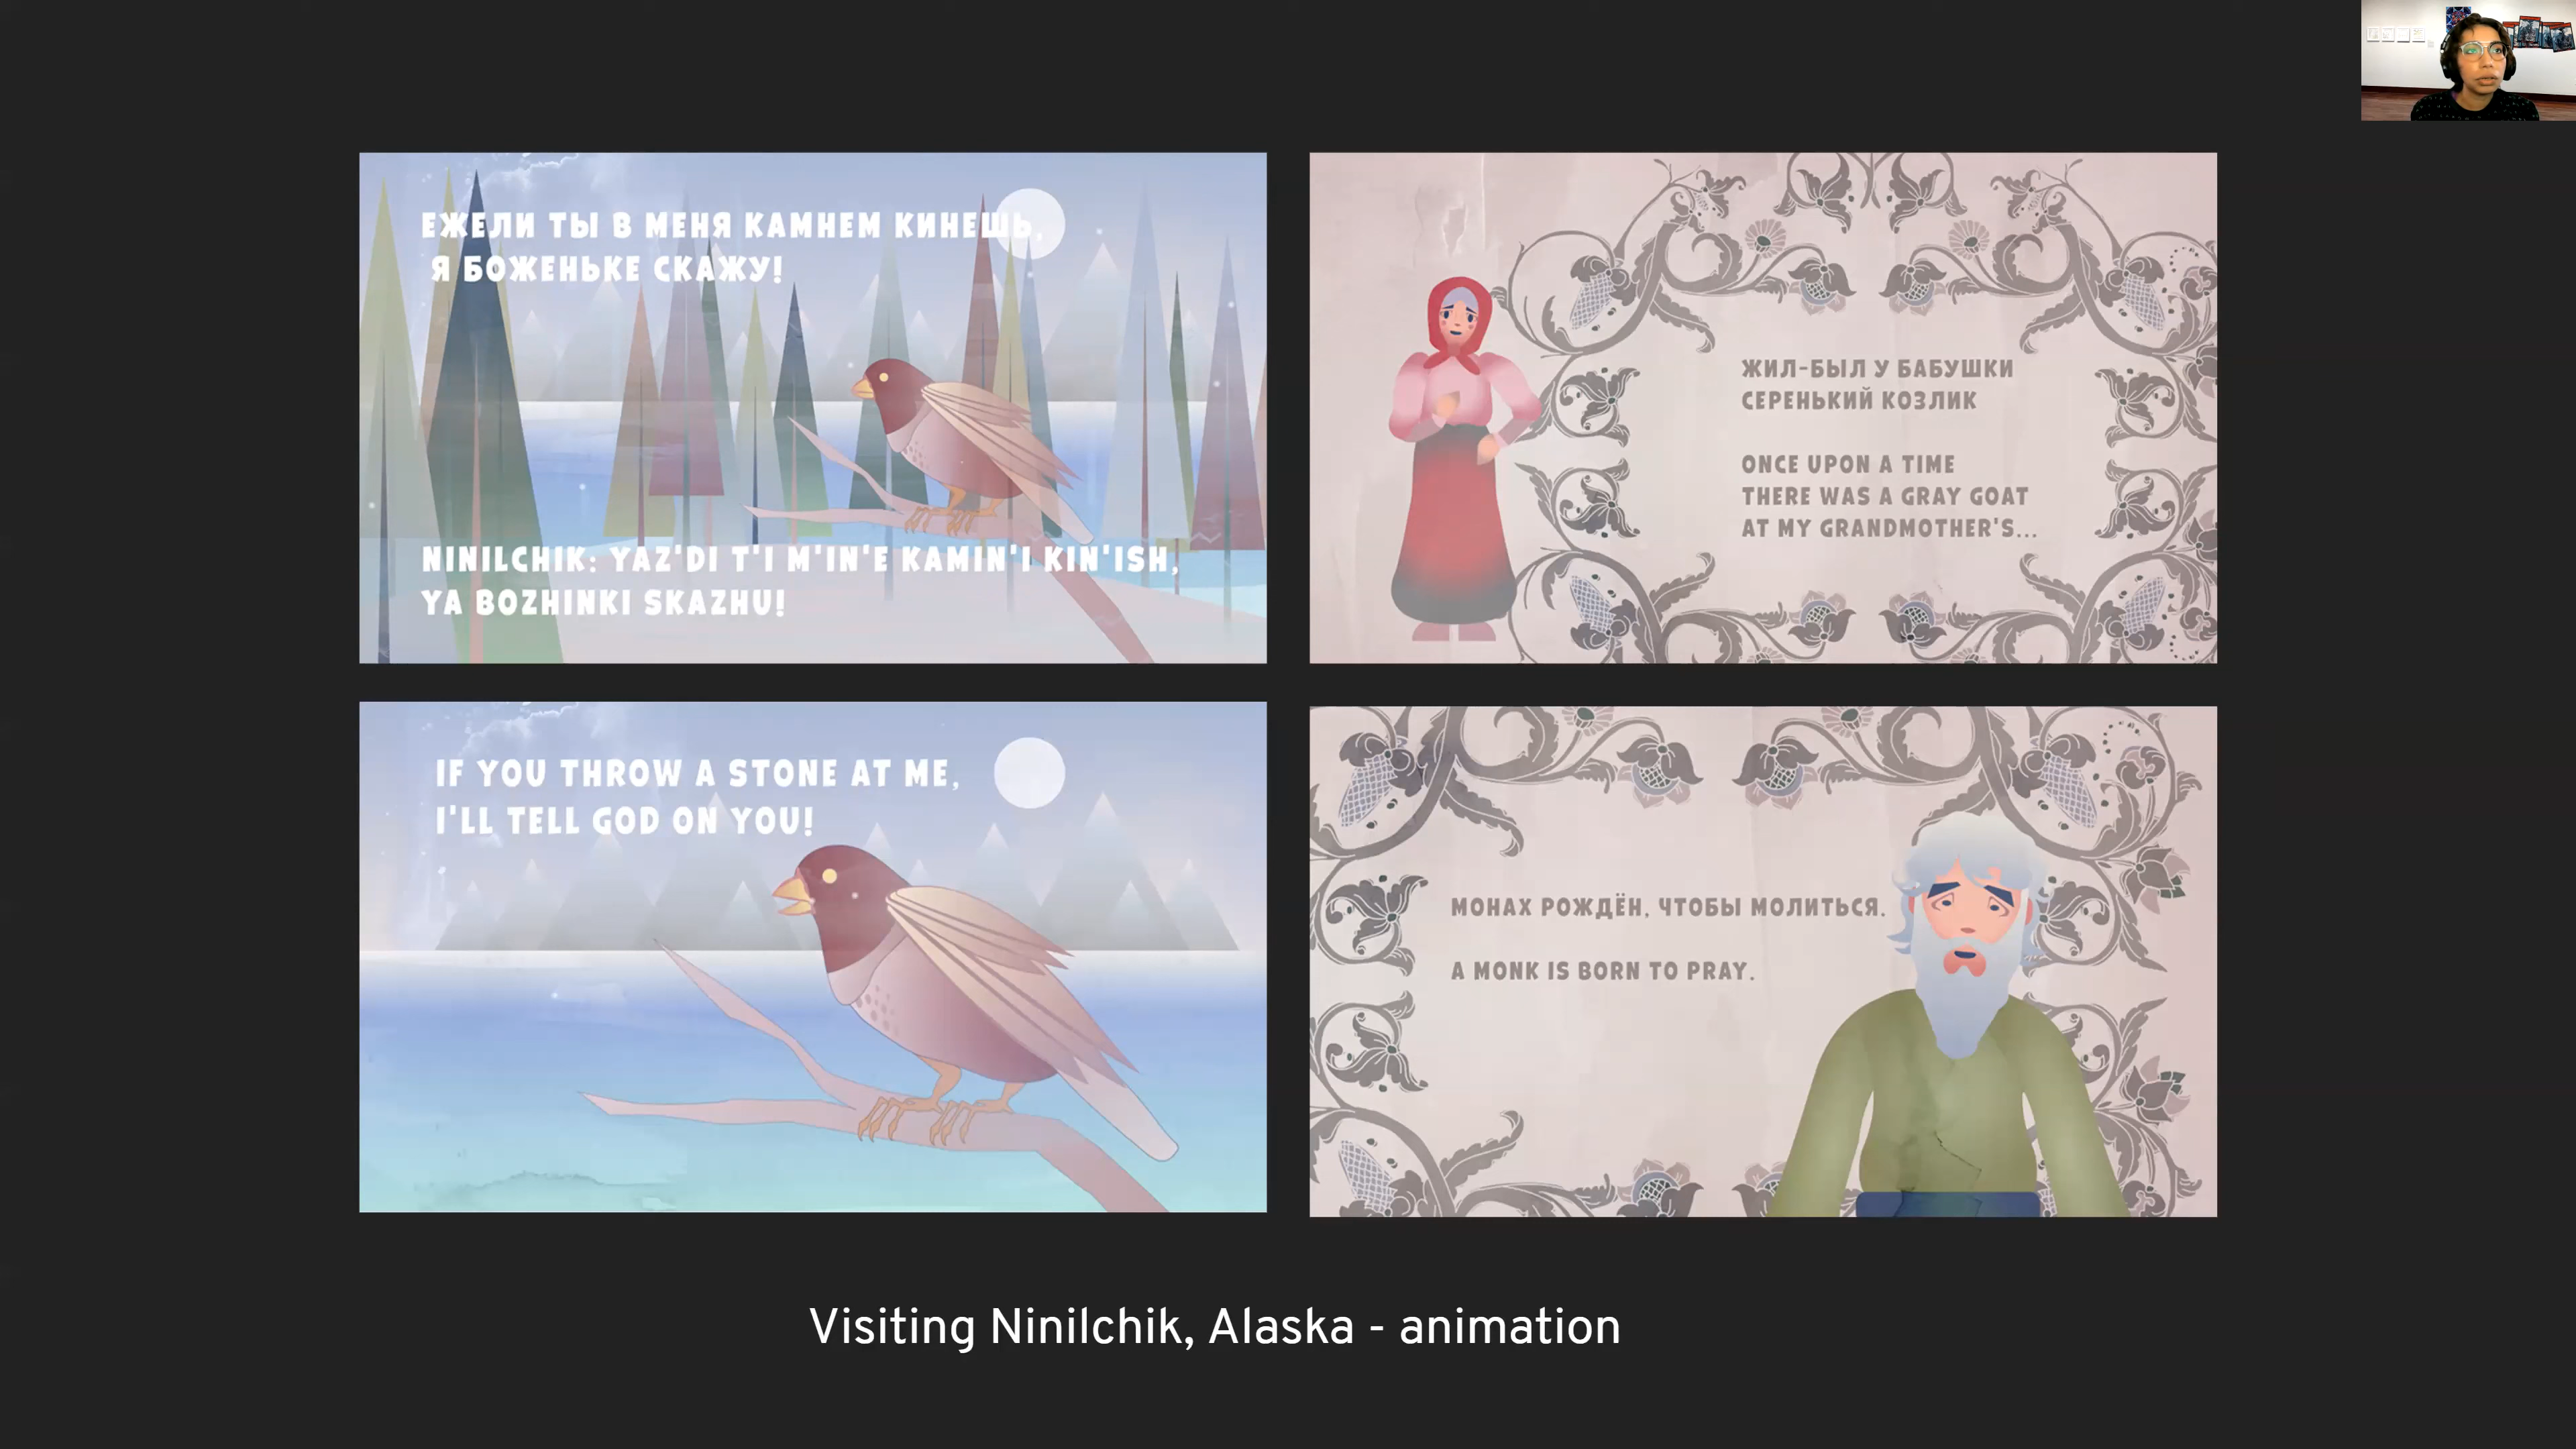 ЕЖЕЛИ ТЫ В МЕНЯ КАМНЕМ КИНЕШЬ,
Я БОЖЕНЬКЕ СКАЖУ!
NINILCHIK: YAZ'DI T'I M'IN'E KAMIN'I KIN'ISH,
YA BOZHINKI SKAZHU!
ЖИЛ-БЫЛ У БАБУШКИ
СЕРЕНЬКИЙ КОЗЛИК
ONCE UPON A TIME
THERE WAS A GRAY GOAT
AT MY GRANDMOTHER'S...
IF YOU THROW A STONE AT ME,
I'LL TELL GOD ON YOU!
МОНАХ РОЖДЁН, ЧТОБЫ МОЛИТЬСЯ.
A MONK IS BORN TO PRAY.
Visiting Ninilchik, Alaska - animation